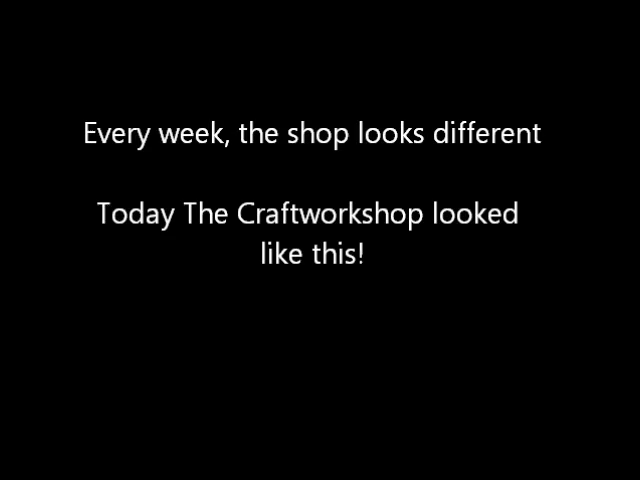 Every week, the shop looks different
Today The Craftworkshop looked
like this!